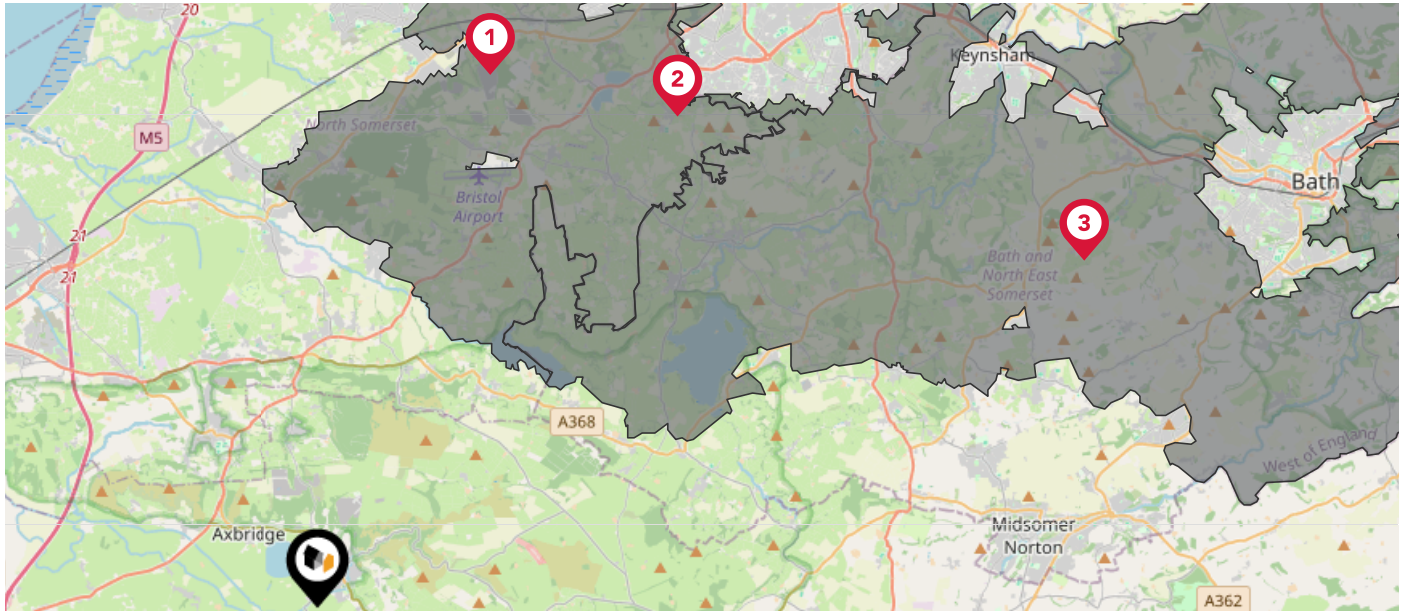 20
1
2
Keynsham
North Somerset
M5
Bath
Bristol
Airport
3
21
Bath and
North East
Somerset
21
A368
West of England
Axbridge
Midsomer
Norton
A362